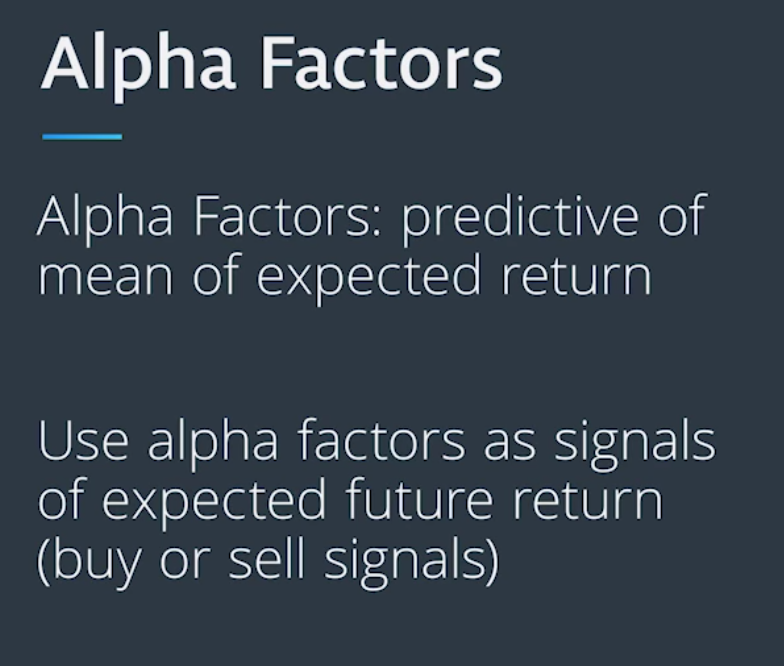 Alpha Factors
Alpha Factors: predictive of
mean of expected return
Use alpha factors as signals
of expected future return
(buy or sell signals)